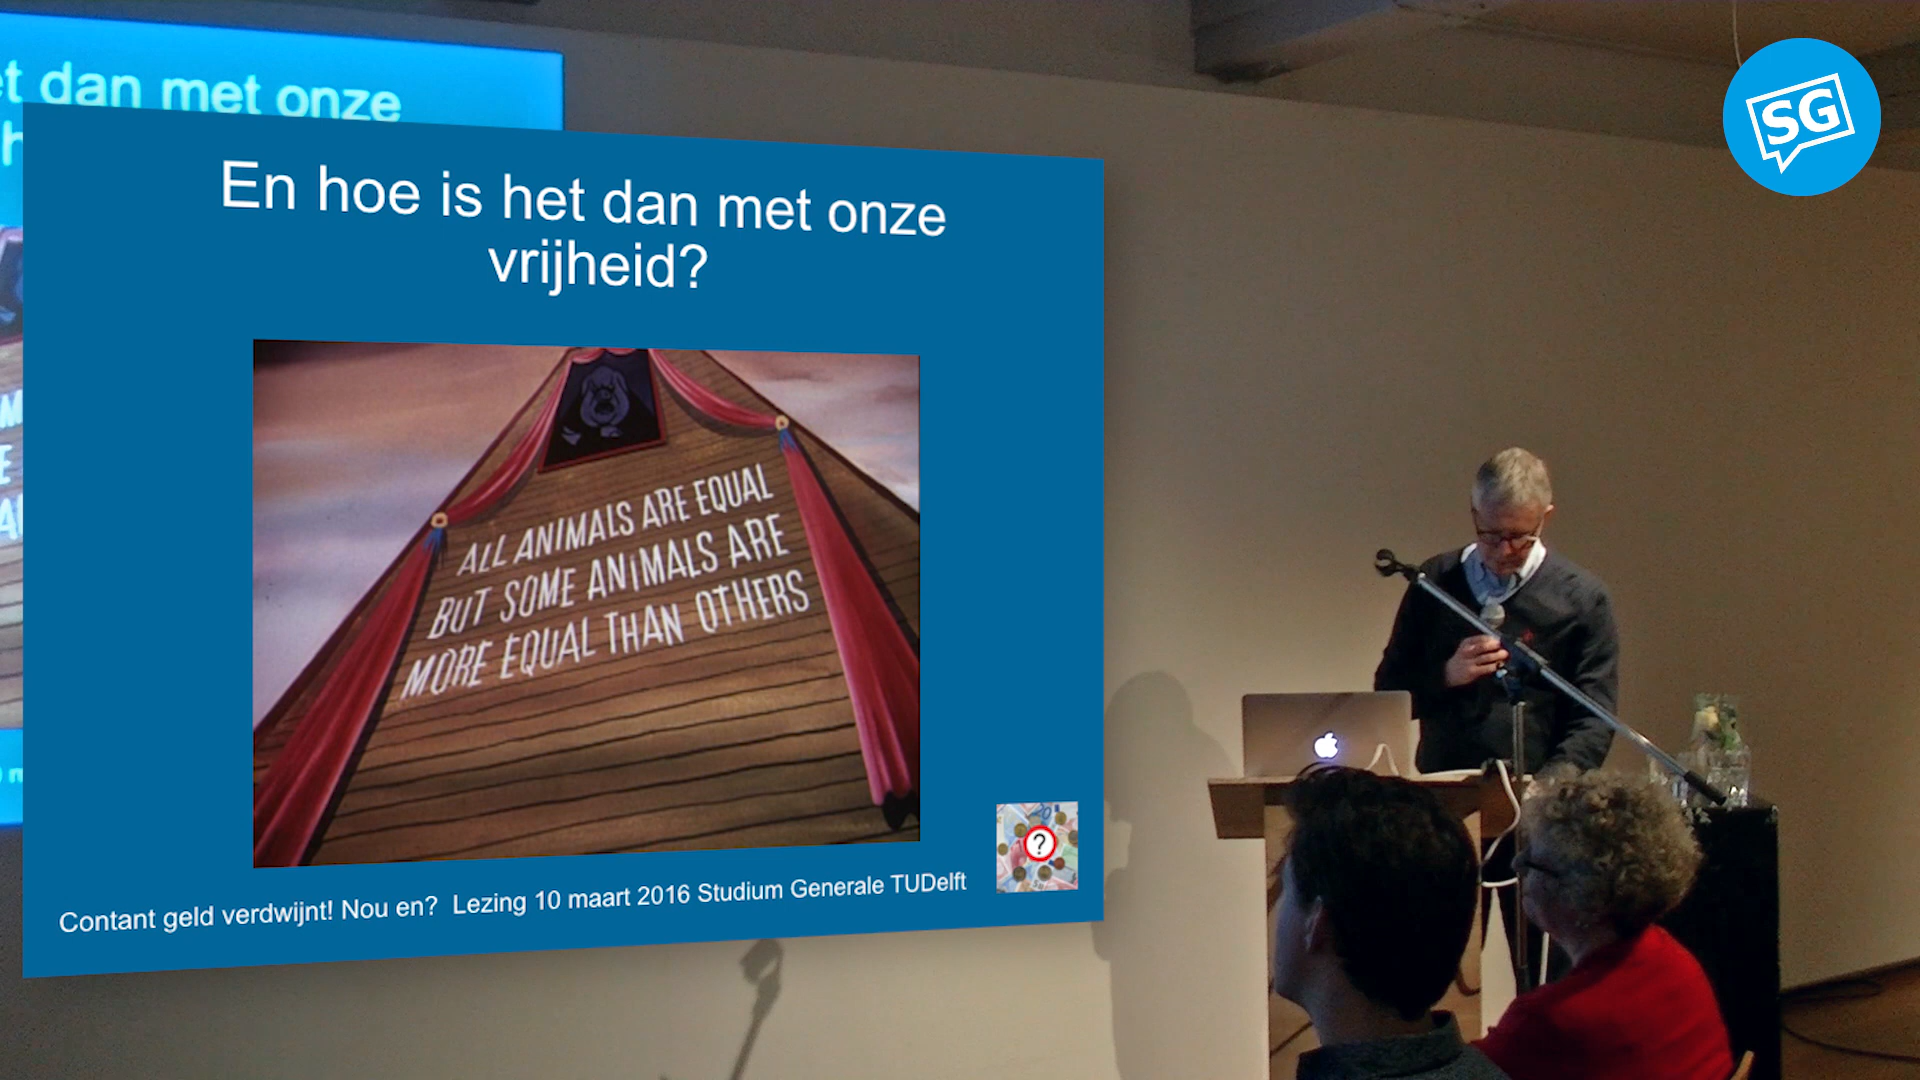 et dan met onze
En hoe is het dan met onze
vrijheid?
ALL ANIMALS ARE EQUAL
BUT SOME ANIMALS ARE
MORE EQUAL THAN OTHERS
?
Contant geld verdwijnt! Nou en? Lezing 10 maart 2016 Studium Generale TUDelft
SG